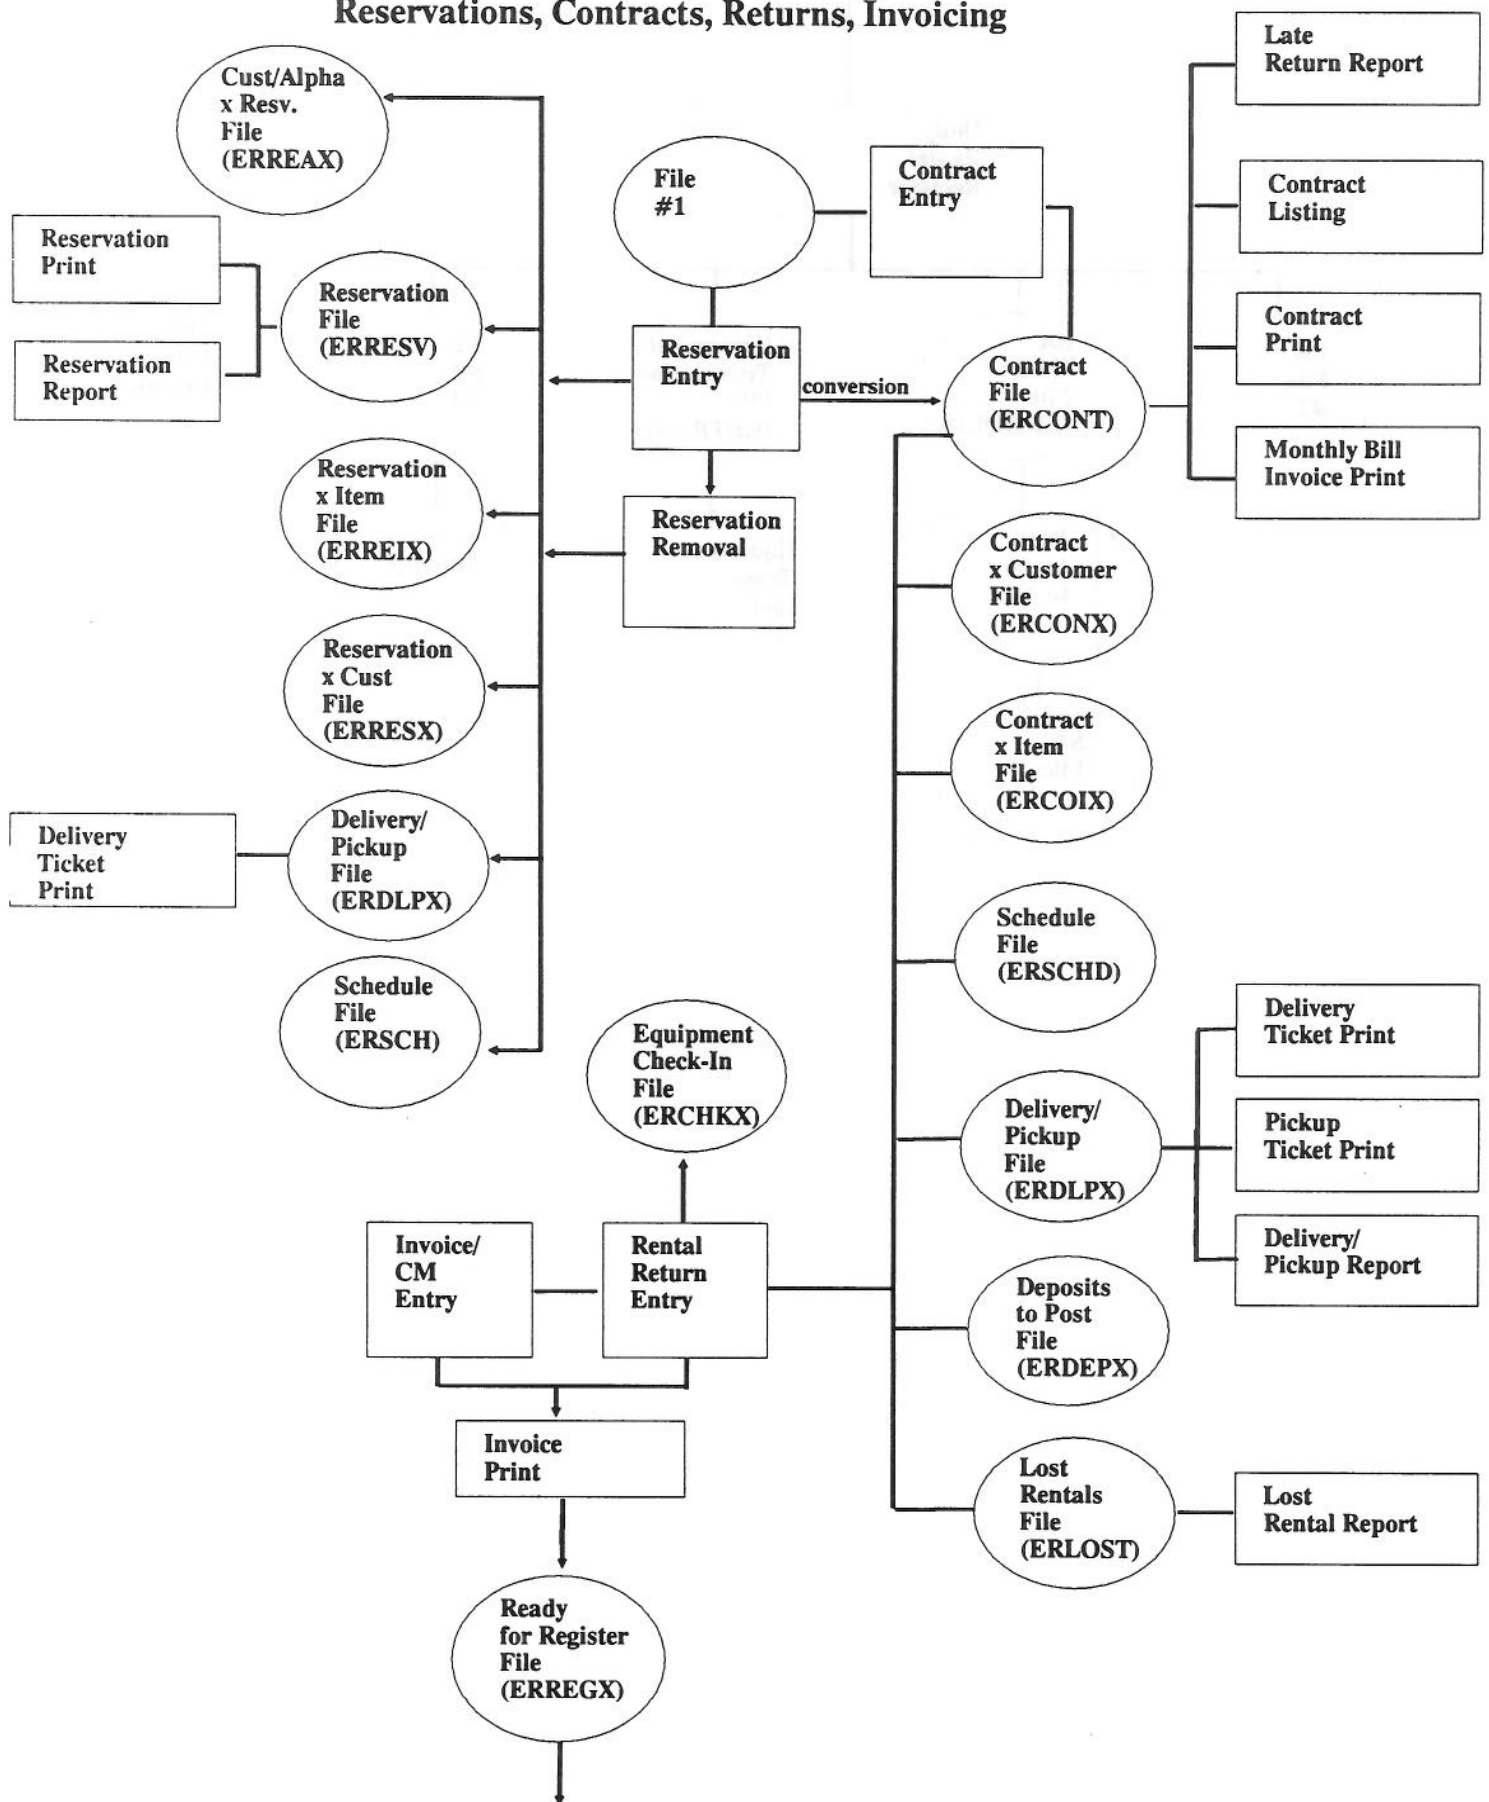 Reservations, Contracts, Returns, Invoicing
Cust/Alpha
x Resv.
File
(ERREAX)
File
#1
Contract
Entry
Late
Return Report
Contract
Listing
Contract
Print
Monthly Bill
Invoice Print
Reservation
Print
Reservation
Report
Reservation
File
(ERRESV)
Reservation
Entry
conversion
Contract
File
(ERCONT)
Reservation
x Item
File
(ERREIX)
Reservation
Removal
Contract
x Customer
File
(ERCONX)
Reservation
x Cust
File
(ERRESX)
Contract
x Item
File
(ERCOIX)
Delivery
Ticket
Print
Delivery/
Pickup
File
(ERDLPX)
Schedule
File
(ERSCHD)
Schedule
File
(ERSCH)
Equipment
Check-In
File
(ERCHKX)
Delivery/
Pickup
File
(ERDLPX)
Delivery
Ticket Print
Pickup
Ticket Print
Delivery/
Pickup Report
Invoice/
CM
Entry
Rental
Return
Entry
Deposits
to Post
File
(ERDEPX)
Invoice
Print
Lost
Rentals
File
(ERLOST)
Lost
Rental Report
Ready
for Register
File
(ERREGX)